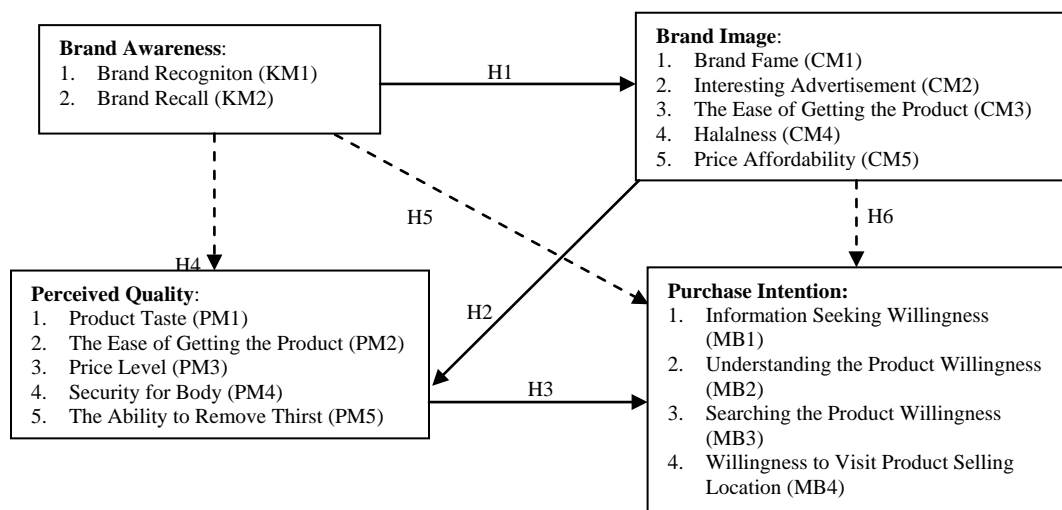 Brand Awareness:
1. Brand Recogniton (KM1)
2. Brand Recall (KM2)
H1
Brand Image:
1. Brand Fame (CM1)
2. Interesting Advertisement (CM2)
3. The Ease of Getting the Product (CM3)
4. Halalness (CM4)
5. Price Affordability (CM5)
H5
H6
H4
H2
Perceived Quality:
1. Product Taste (PM1)
2. The Ease of Getting the Product (PM2)
3. Price Level (PM3)
4. Security for Body (PM4)
5. The Ability to Remove Thirst (PM5)
H3
Purchase Intention:
1. Information Seeking Willingness
(MB1)
2. Understanding the Product Willingness
(MB2)
3. Searching the Product Willingness
(MB3)
4. Willingness to Visit Product Selling
Location (MB4)